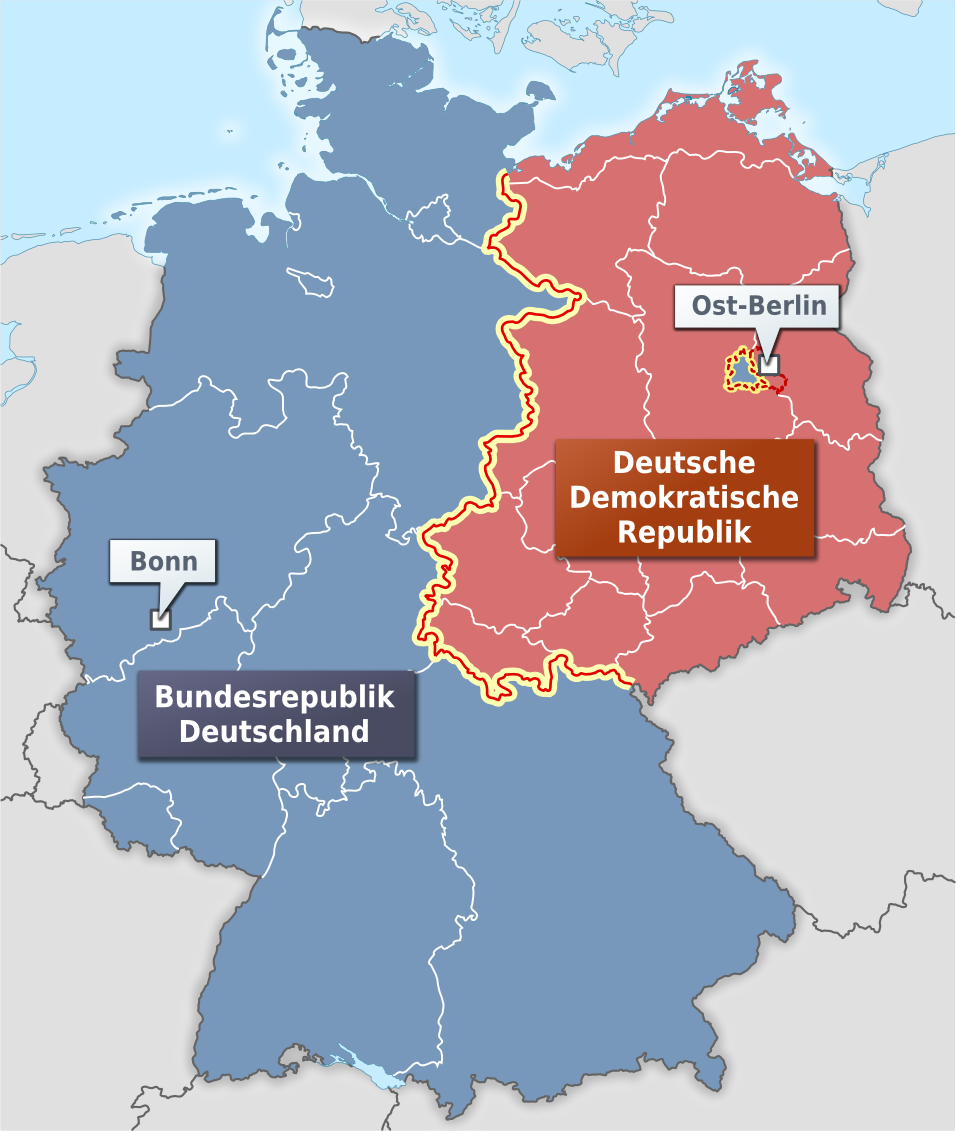 Ost-Berlin
Deutsche
Demokratische
Republik
Bonn
Bundesrepublik
Deutschland